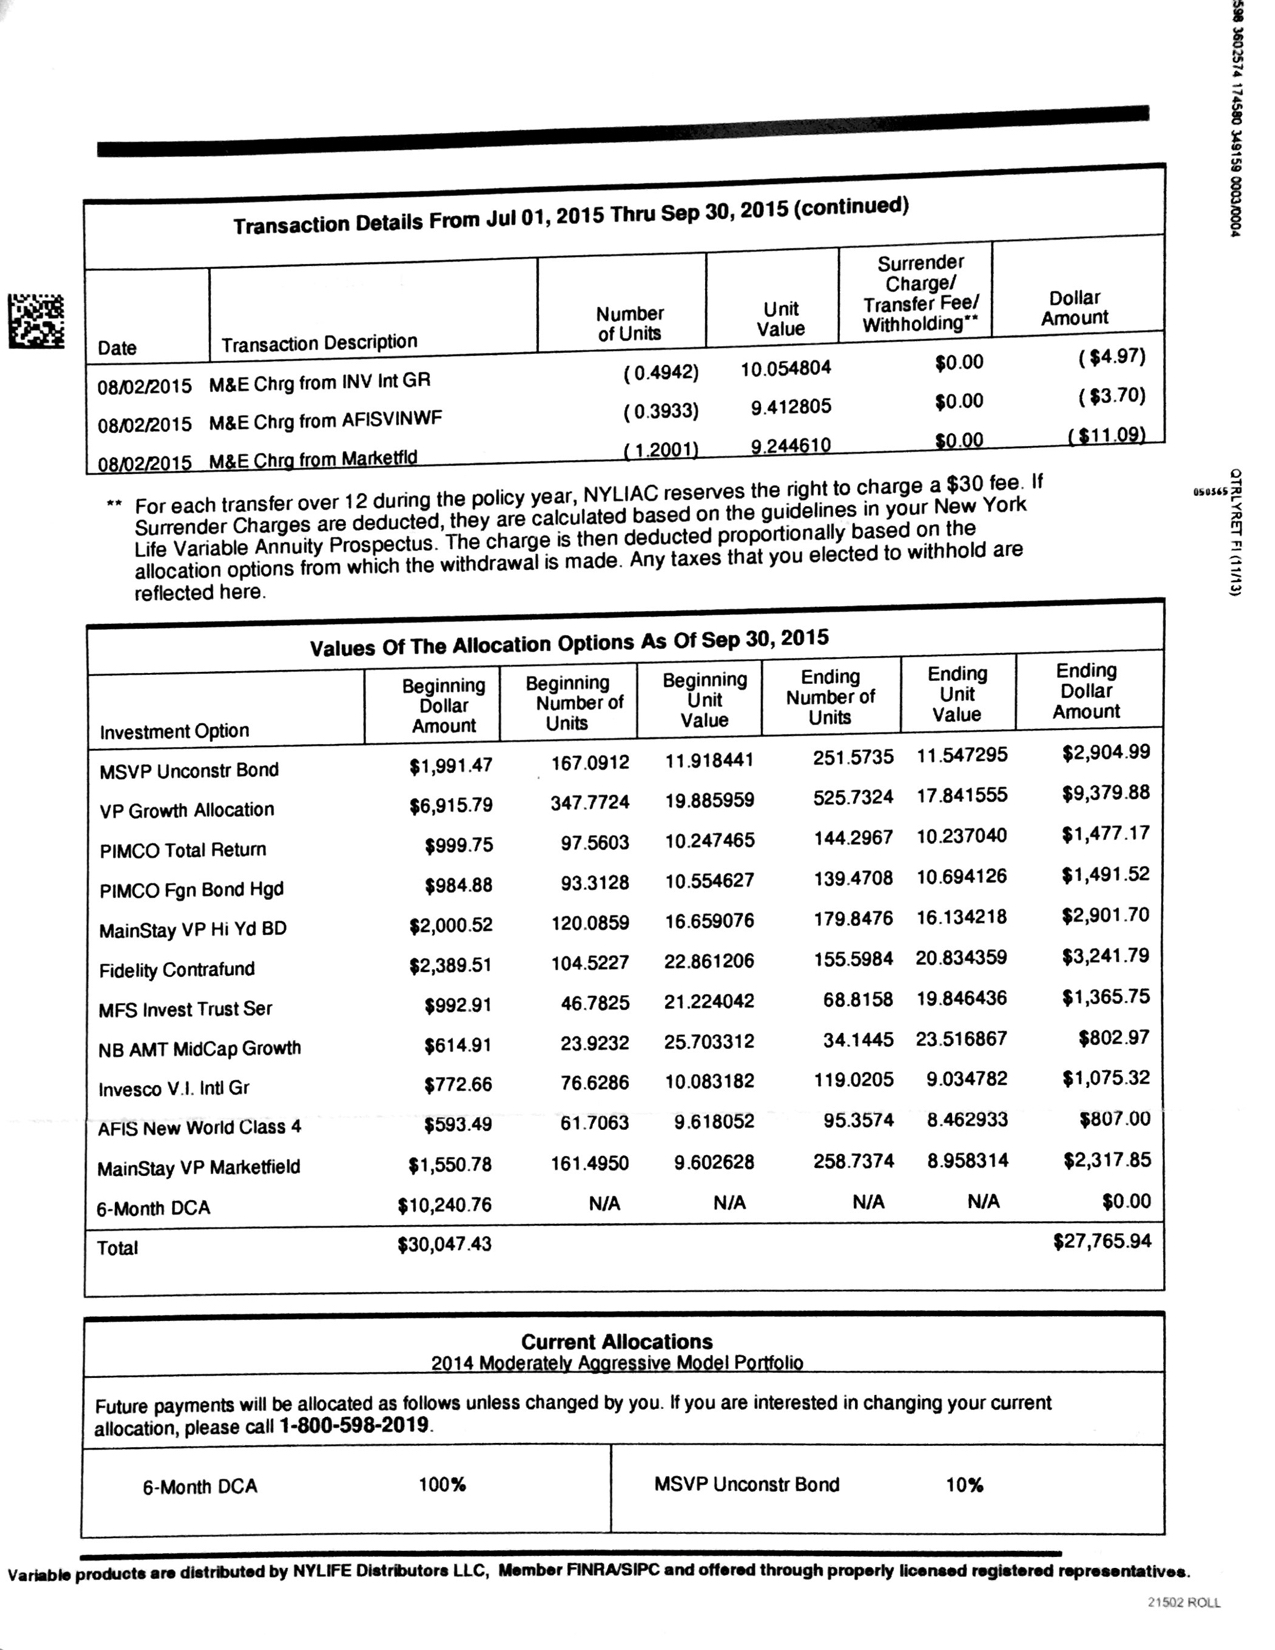 598 3602574 174580 349159 0003/0004
Transaction Details From Jul 01, 2015 Thru Sep 30, 2015 (continued)
Date Transaction Description Number of Units Unit Value Surrender Charge/ Transfer Fee/ Withholding** Dollar Amount
08/02/2015 M&E Chrg from INV Int GR (0.4942) 10.054804 $0.00 ($4.97)
08/02/2015 M&E Chrg from AFISVINWF (0.3933) 9.412805 $0.00 ($3.70)
08/02/2015 M&E Chrg from Marketfld (1.2001) 9.244610 $0.00 ($11.09)
** For each transfer over 12 during the policy year, NYLIAC reserves the right to charge a $30 fee. If
Surrender Charges are deducted, they are calculated based on the guidelines in your New York
Life Variable Annuity Prospectus. The charge is then deducted proportionally based on the
allocation options from which the withdrawal is made. Any taxes that you elected to withhold are
reflected here.
050365
QTRLYRET FI (11/13)
Values Of The Allocation Options As Of Sep 30, 2015
Investment Option Beginning Dollar Amount Beginning Number of Units Beginning Unit Value Ending Number of Units Ending Unit Value Ending Dollar Amount
MSVP Unconstr Bond $1,991.47 167.0912 11.918441 251.5735 11.547295 $2,904.99
VP Growth Allocation $6,915.79 347.7724 19.885959 525.7324 17.841555 $9,379.88
PIMCO Total Return $999.75 97.5603 10.247465 144.2967 10.237040 $1,477.17
PIMCO Fgn Bond Hgd $984.88 93.3128 10.554627 139.4708 10.694126 $1,491.52
MainStay VP Hi Yd BD $2,000.52 120.0859 16.659076 179.8476 16.134218 $2,901.70
Fidelity Contrafund $2,389.51 104.5227 22.861206 155.5984 20.834359 $3,241.79
MFS Invest Trust Ser $992.91 46.7825 21.224042 68.8158 19.846436 $1,365.75
NB AMT MidCap Growth $614.91 23.9232 25.703312 34.1445 23.516867 $802.97
Invesco V.I. Intl Gr $772.66 76.6286 10.083182 119.0205 9.034782 $1,075.32
AFIS New World Class 4 $593.49 61.7063 9.618052 95.3574 8.462933 $807.00
MainStay VP Marketfield $1,550.78 161.4950 9.602628 258.7374 8.958314 $2,317.85
6-Month DCA $10,240.76 N/A N/A N/A N/A $0.00
Total $30,047.43 $27,765.94
Current Allocations
2014 Moderately Aggressive Model Portfolio
Future payments will be allocated as follows unless changed by you. If you are interested in changing your current
allocation, please call 1-800-598-2019.
6-Month DCA 100% MSVP Unconstr Bond 10%
Variable products are distributed by NYLIFE Distributors LLC, Member FINRA/SIPC and offered through properly licensed registered representatives.
21502 ROLL